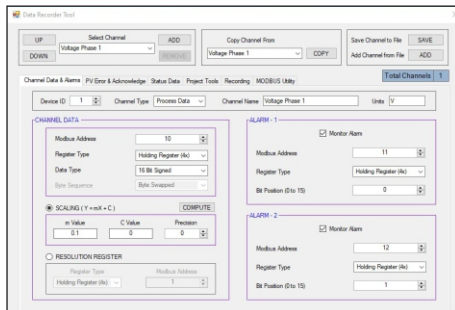 Data Recorder Tool
UP
DOWN
Select Channel
Voltage Phase 1
ADD
REMOVE
Copy Channel From
Voltage Phase 1
COPY
Save Channel to File
SAVE
Add Channel from File
ADD
Total Channels 1
Channel Data & Alarms PV Error & Acknowledge Status Data Project Tools Recording MODBUS Utility
Device ID 1 Channel Type Process Data Channel Name Voltage Phase 1 Units V
CHANNEL DATA
Modbus Address 10
Register Type Holding Register (4x)
Data Type 16 Bit Signed
Byte Sequence Byte Swapped
SCALING ( Y = mX + C ) COMPUTE
m Value C Value Precision
0.1 0 0
RESOLUTION REGISTER
Register Type Modbus Address
Holding Register (4x) 1
ALARM - 1
Monitor Alarm
Modbus Address 11
Register Type Holding Register (4x)
Bit Position (0 to 15) 0
ALARM - 2
Monitor Alarm
Modbus Address 12
Register Type Holding Register (4x)
Bit Position (0 to 15) 1